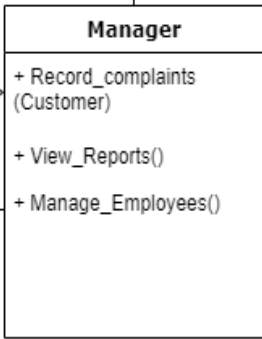 Manager
+ Record_complaints
(Customer)
+ View_Reports()
+ Manage_Employees()